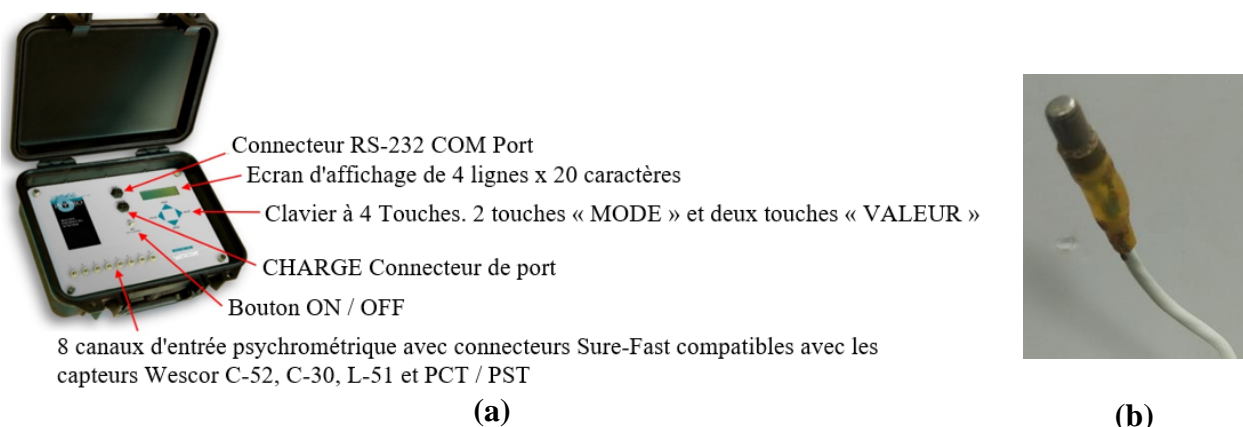 Connecteur RS-232 COM Port
Ecran d'affichage de 4 lignes x 20 caractères
Clavier à 4 Touches. 2 touches « MODE » et deux touches « VALEUR »
CHARGE Connecteur de port
Bouton ON / OFF
8 canaux d'entrée psychrométrique avec connecteurs Sure-Fast compatibles avec les
capteurs Wescor C-52, C-30, L-51 et PCT / PST
(a)
(b)